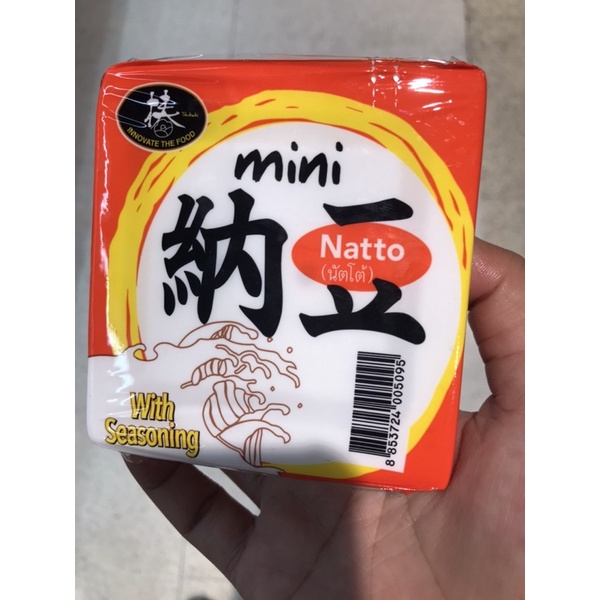 INNOVATE THE FOOD
mini
納豆
Natto
(นัตโต้)
With
Seasoning
8 853724 005095